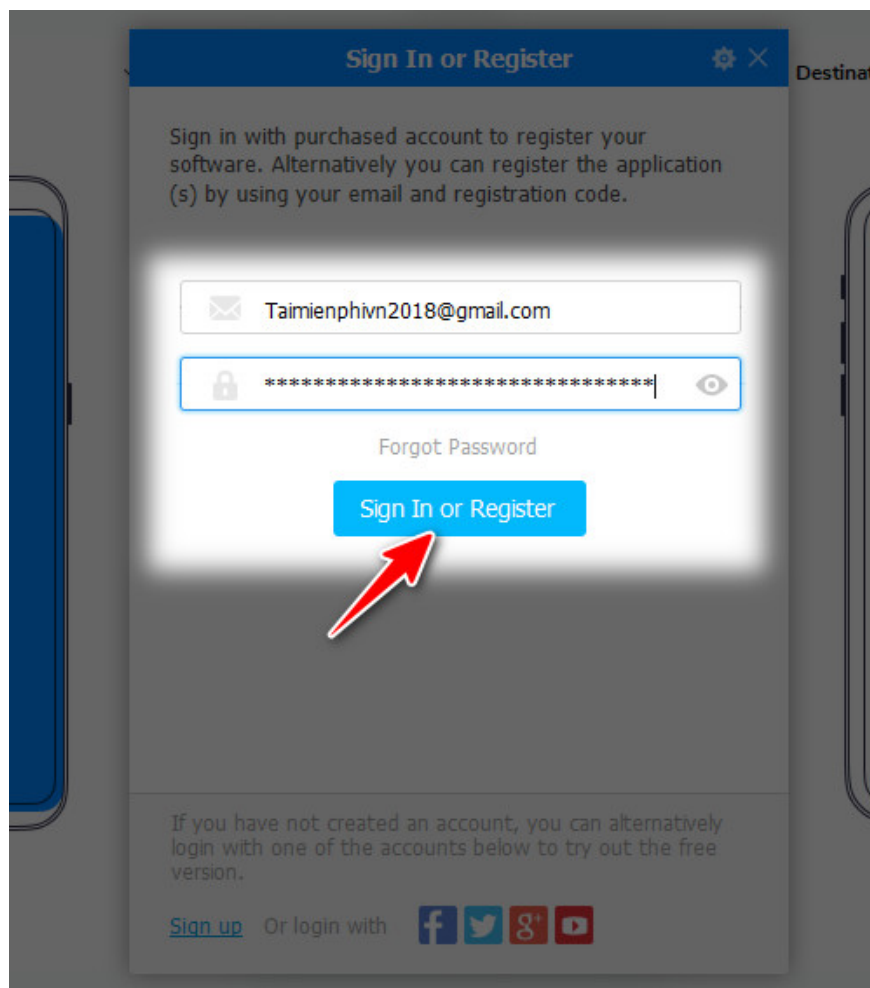 Sign In or Register
Destinat
Sign in with purchased account to register your
software. Alternatively you can register the application
(s) by using your email and registration code.
Taimienphivn2018@gmail.com
********************************
Forgot Password
Sign In or Register
If you have not created an account, you can alternatively
login with one of the accounts below to try out the free
version.
Sign up Or login with